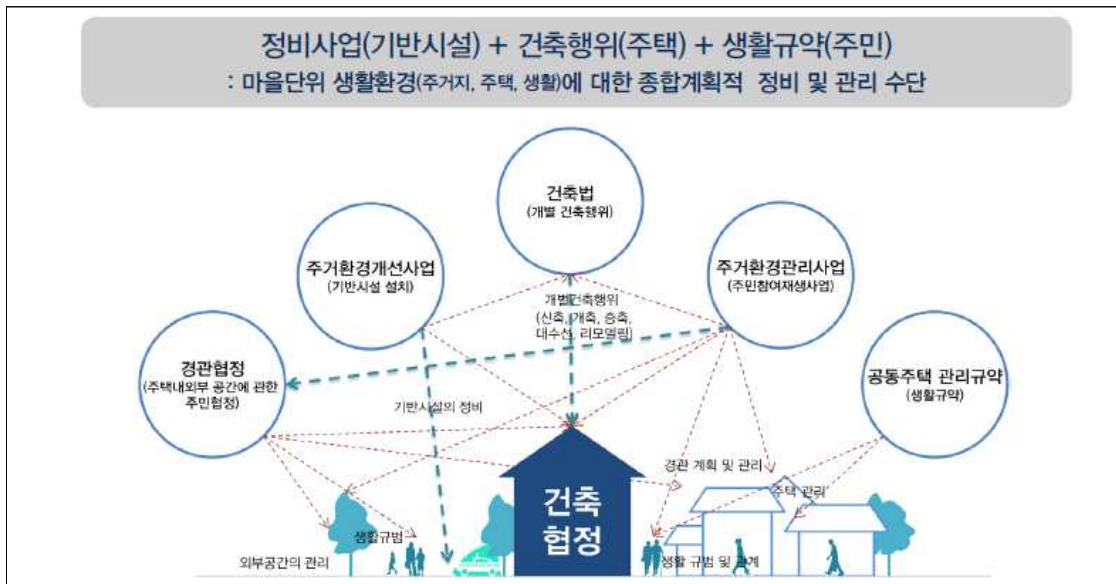 정비사업(기반시설) + 건축행위(주택) + 생활규약(주민)
: 마을단위 생활환경(주거지, 주택, 생활)에 대한 종합계획적 정비 및 관리 수단
건축법
(개별 건축행위)
주거환경개선사업
(기반시설 설치)
주거환경관리사업
(주민참여재생사업)
개별건축행위
(신축, 개축, 증축,
대수선, 리모델링)
경관협정
(주택내외부 공간에 관한
주민협정)
공동주택 관리규약
(생활규약)
기반시설의 정비
경관 계획 및 관리
주택 관리
건축
협정
생활규범
외부공간의 관리
생활 규범 및 관계